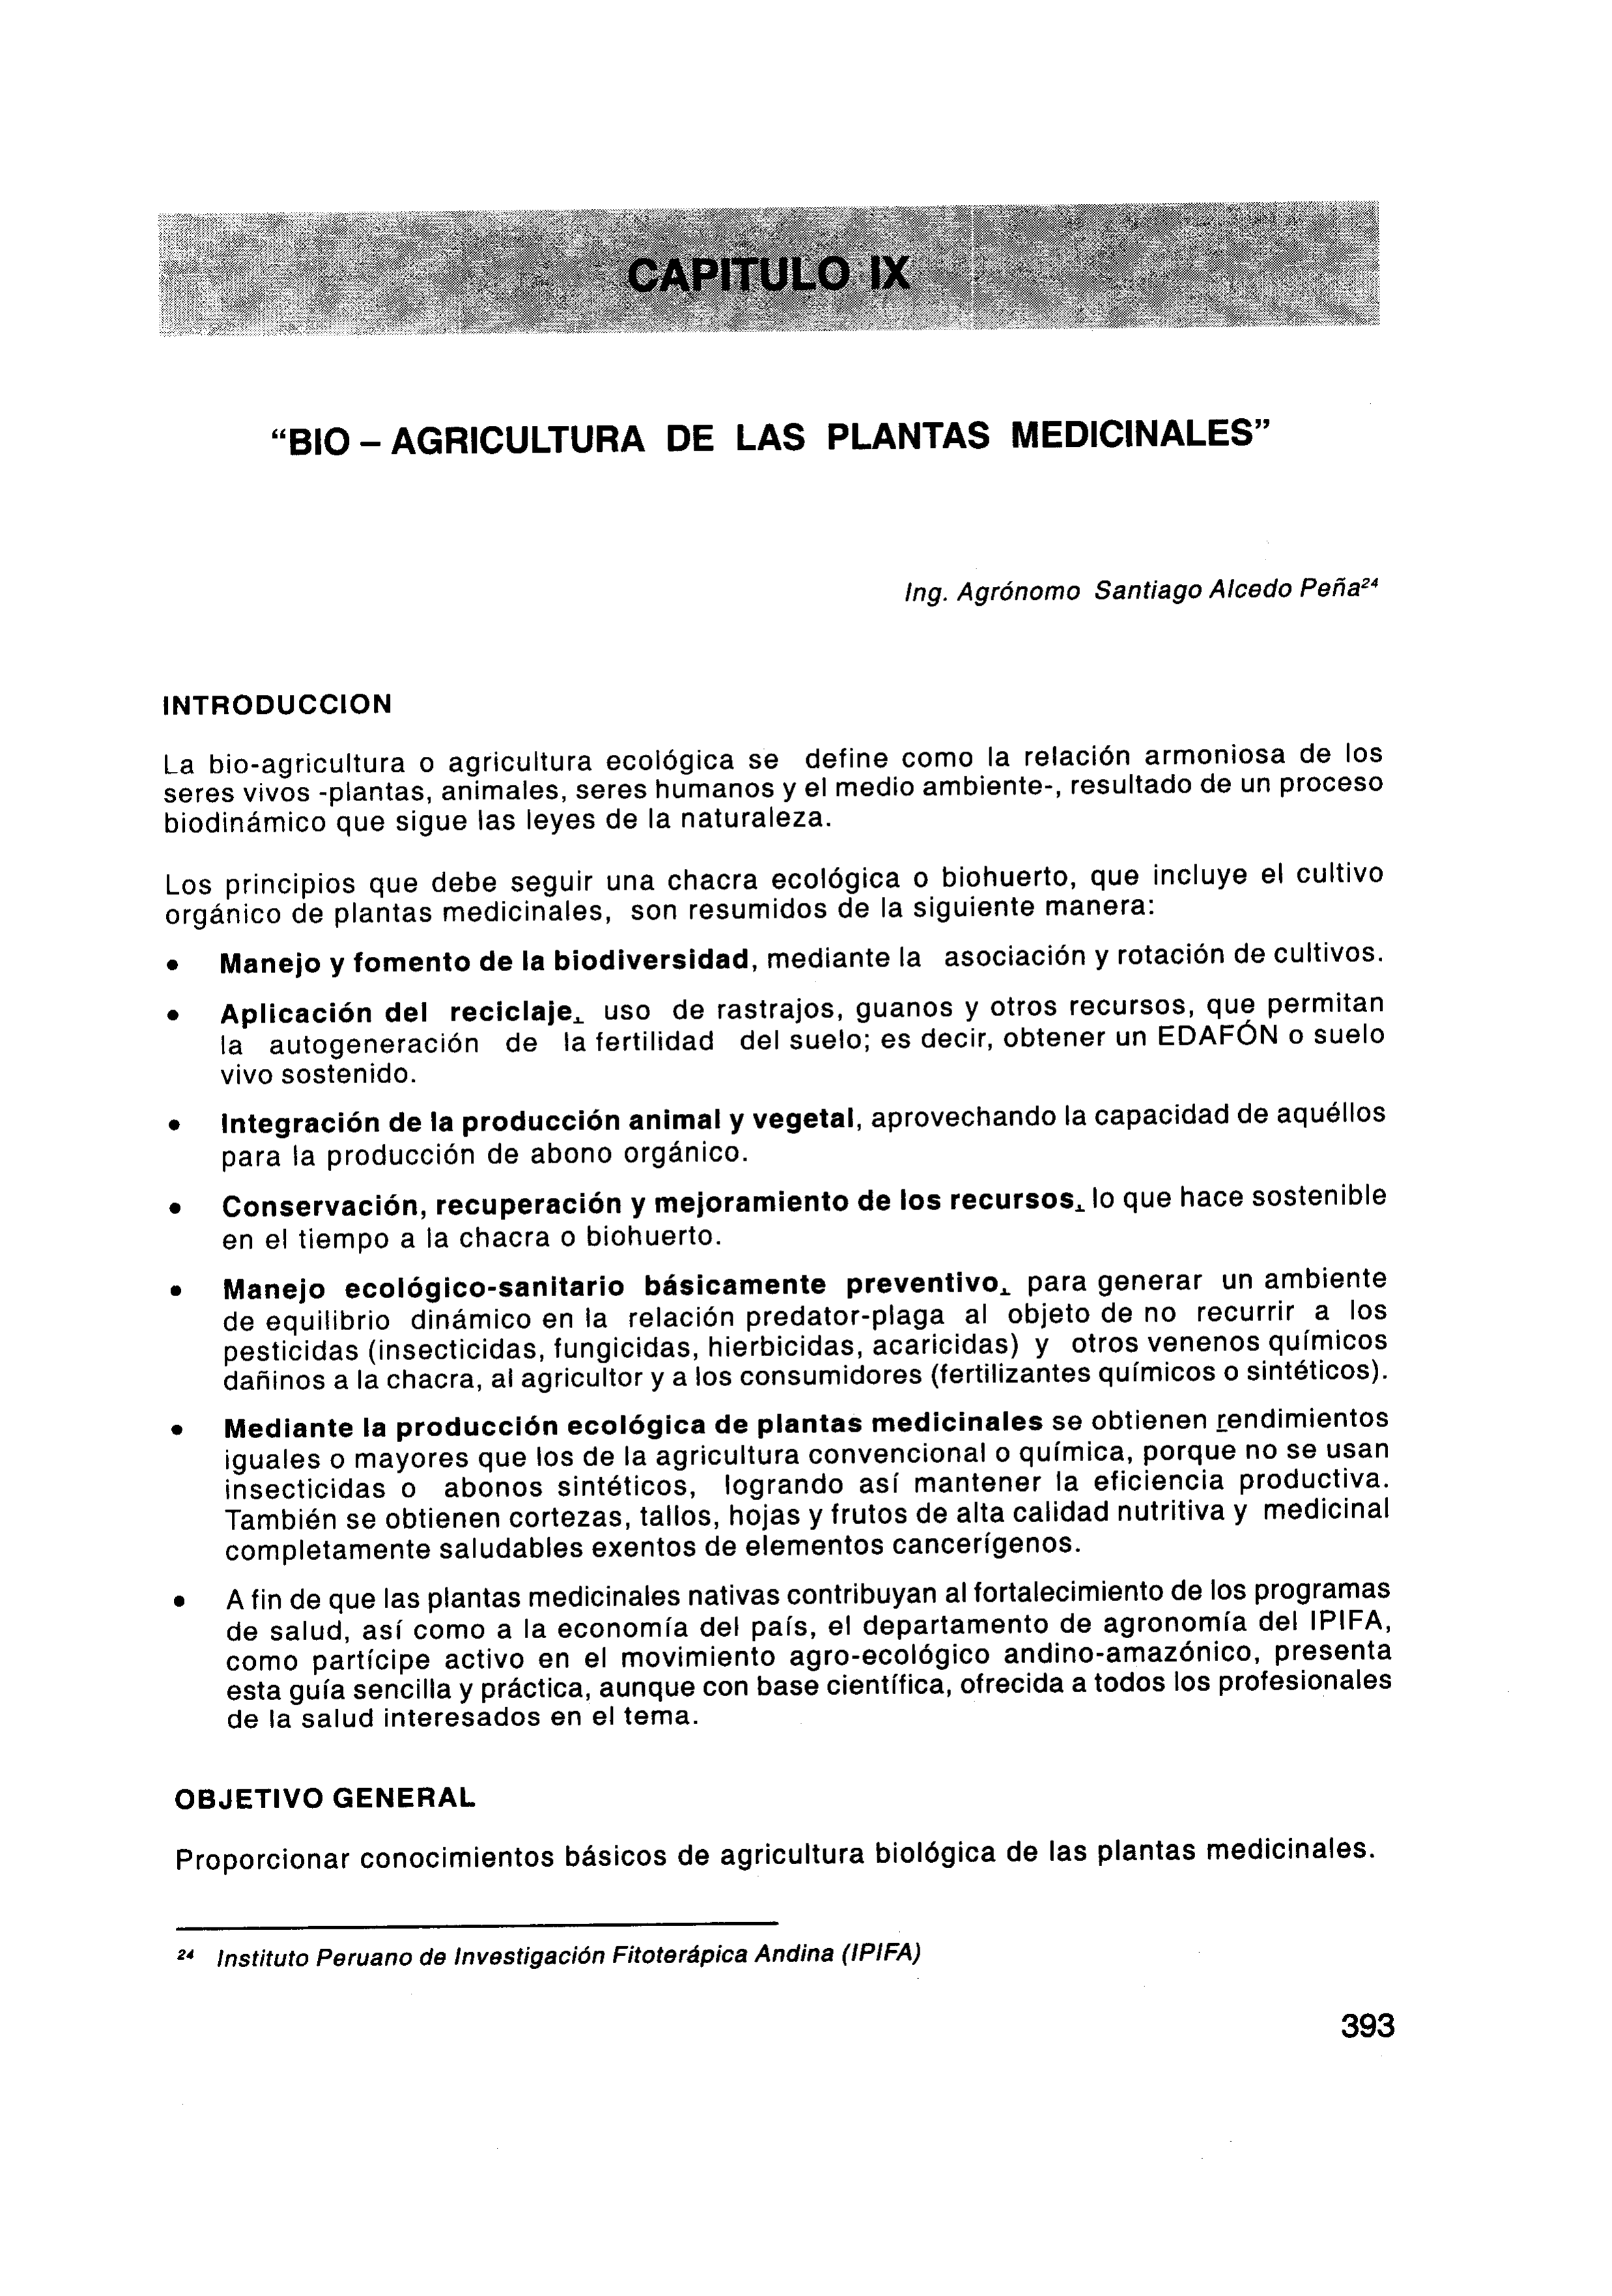 CAPITULO IX
“BIO – AGRICULTURA DE LAS PLANTAS MEDICINALES”
Ing. Agrónomo Santiago Alcedo Peña²⁴
INTRODUCCION
La bio-agricultura o agricultura ecológica se define como la relación armoniosa de los
seres vivos -plantas, animales, seres humanos y el medio ambiente-, resultado de un proceso
biodinámico que sigue las leyes de la naturaleza.
Los principios que debe seguir una chacra ecológica o biohuerto, que incluye el cultivo
orgánico de plantas medicinales, son resumidos de la siguiente manera:
• Manejo y fomento de la biodiversidad, mediante la asociación y rotación de cultivos.
• Aplicación del reciclaje, uso de rastrajos, guanos y otros recursos, que permitan
la autogeneración de la fertilidad del suelo; es decir, obtener un EDAFÓN o suelo
vivo sostenido.
• Integración de la producción animal y vegetal, aprovechando la capacidad de aquéllos
para la producción de abono orgánico.
• Conservación, recuperación y mejoramiento de los recursos, lo que hace sostenible
en el tiempo a la chacra o biohuerto.
• Manejo ecológico-sanitario básicamente preventivo, para generar un ambiente
de equilibrio dinámico en la relación predator-plaga al objeto de no recurrir a los
pesticidas (insecticidas, fungicidas, hierbicidas, acaricidas) y otros venenos químicos
dañinos a la chacra, al agricultor y a los consumidores (fertilizantes químicos o sintéticos).
• Mediante la producción ecológica de plantas medicinales se obtienen rendimientos
iguales o mayores que los de la agricultura convencional o química, porque no se usan
insecticidas o abonos sintéticos, logrando así mantener la eficiencia productiva.
También se obtienen cortezas, tallos, hojas y frutos de alta calidad nutritiva y medicinal
completamente saludables exentos de elementos cancerígenos.
• A fin de que las plantas medicinales nativas contribuyan al fortalecimiento de los programas
de salud, así como a la economía del país, el departamento de agronomía del IPIFA,
como partícipe activo en el movimiento agro-ecológico andino-amazónico, presenta
esta guía sencilla y práctica, aunque con base científica, ofrecida a todos los profesionales
de la salud interesados en el tema.
OBJETIVO GENERAL
Proporcionar conocimientos básicos de agricultura biológica de las plantas medicinales.
²⁴ Instituto Peruano de Investigación Fitoterápica Andina (IPIFA)
393